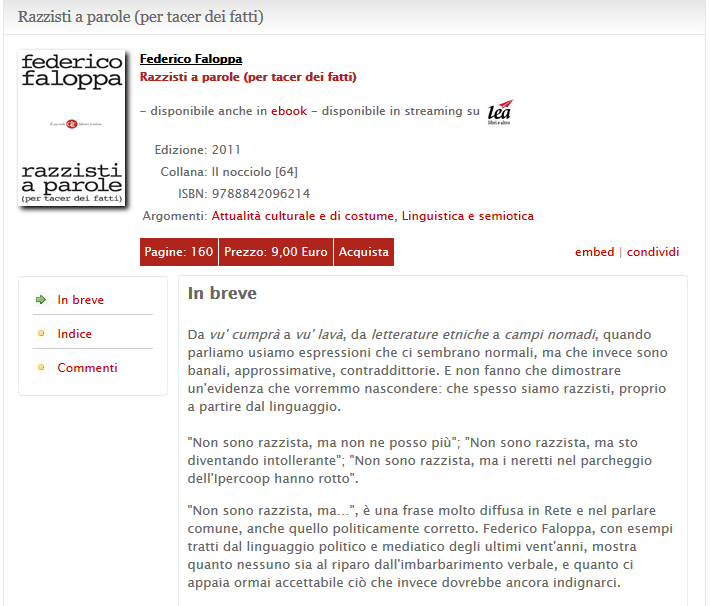 Razzisti a parole (per tacer dei fatti)
federico
faloppa
razzisti
a parole
(per tacer dei fatti)
Federico Faloppa
Razzisti a parole (per tacer dei fatti)
- disponibile anche in ebook - disponibile in streaming su lea
libri e altro
Edizione: 2011
Collana: Il nocciolo [64]
ISBN: 9788842096214
Argomenti: Attualità culturale e di costume, Linguistica e semiotica
Pagine: 160 Prezzo: 9,00 Euro Acquista
embed | condividi
In breve
Indice
Commenti
In breve
Da vu' cumprà a vu' lavà, da letterature etniche a campi nomadi, quando
parliamo usiamo espressioni che ci sembrano normali, ma che invece sono
banali, approssimative, contraddittorie. E non fanno che dimostrare
un'evidenza che vorremmo nascondere: che spesso siamo razzisti, proprio
a partire dal linguaggio.
"Non sono razzista, ma non ne posso più"; "Non sono razzista, ma sto
diventando intollerante"; "Non sono razzista, ma i neretti nel parcheggio
dell'Ipercoop hanno rotto".
"Non sono razzista, ma...", è una frase molto diffusa in Rete e nel parlare
comune, anche quello politicamente corretto. Federico Faloppa, con esempi
tratti dal linguaggio politico e mediatico degli ultimi vent'anni, mostra
quanto nessuno sia al riparo dall'imbarbarimento verbale, e quanto ci
appaia ormai accettabile ciò che invece dovrebbe ancora indignarci.